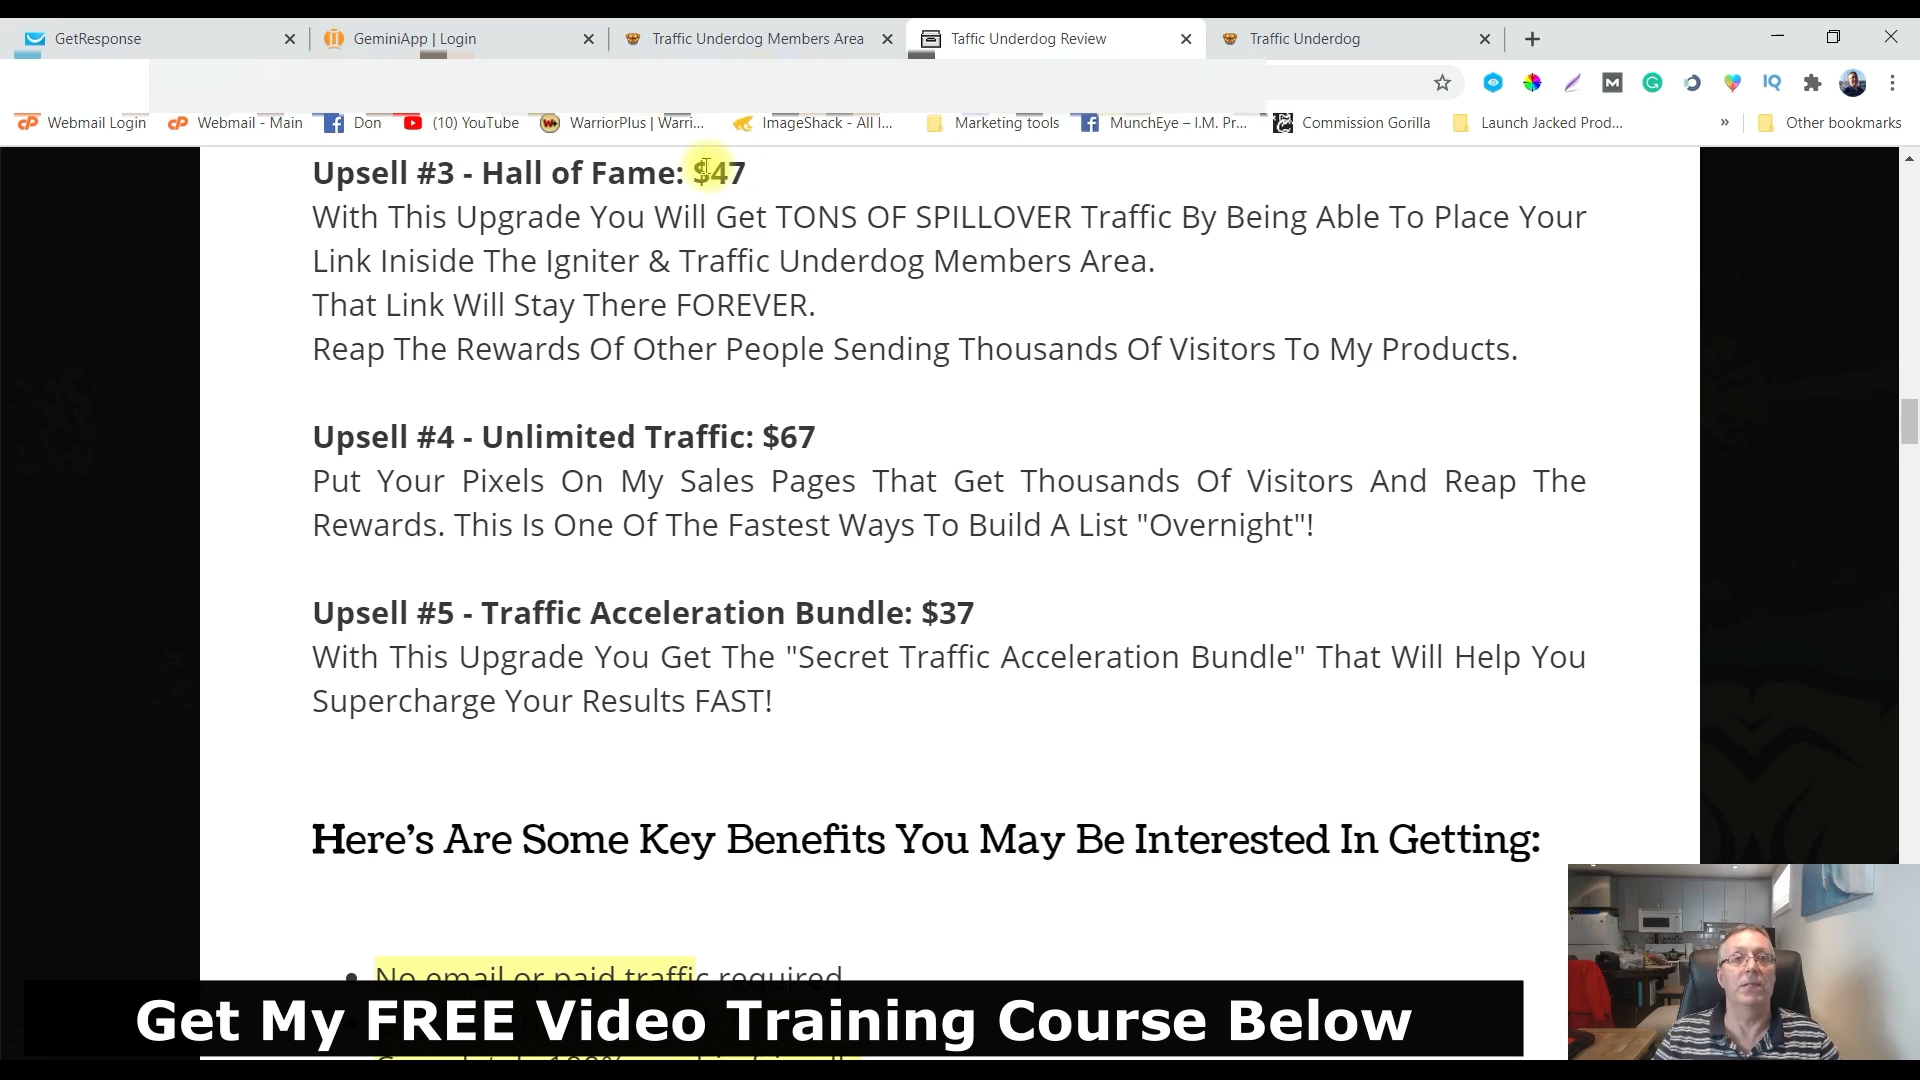 GetResponse
GeminiApp | Login
Traffic Underdog Members Area
Taffic Underdog Review
Traffic Underdog
Webmail Login
Webmail - Main
Don
(10) YouTube
WarriorPlus | Warri...
ImageShack - All I...
Marketing tools
MunchEye – I.M. Pr...
Commission Gorilla
Launch Jacked Prod...
»
Other bookmarks
Upsell #3 - Hall of Fame: $47
With This Upgrade You Will Get TONS OF SPILLOVER Traffic By Being Able To Place Your
Link Iniside The Igniter & Traffic Underdog Members Area.
That Link Will Stay There FOREVER.
Reap The Rewards Of Other People Sending Thousands Of Visitors To My Products.
Upsell #4 - Unlimited Traffic: $67
Put Your Pixels On My Sales Pages That Get Thousands Of Visitors And Reap The
Rewards. This Is One Of The Fastest Ways To Build A List "Overnight"!
Upsell #5 - Traffic Acceleration Bundle: $37
With This Upgrade You Get The "Secret Traffic Acceleration Bundle" That Will Help You
Supercharge Your Results FAST!
Here's Are Some Key Benefits You May Be Interested In Getting:
No email or paid traffic required
Get My FREE Video Training Course Below